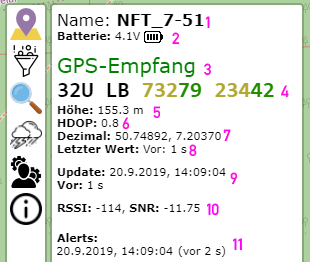 Name: NFT_7-51 1
Batterie: 4.1V 2
GPS-Empfang 3
32U LB 73279 23442 4
Höhe: 155.3 m 5
HDOP: 0.8 6
Dezimal: 50.74892, 7.20370 7
Letzter Wert: Vor: 1 s 8
Update: 20.9.2019, 14:09:04 9
Vor: 1 s
RSSI: -114, SNR: -11.75 10
Alerts: 11
20.9.2019, 14:09:04 (vor 2 s)